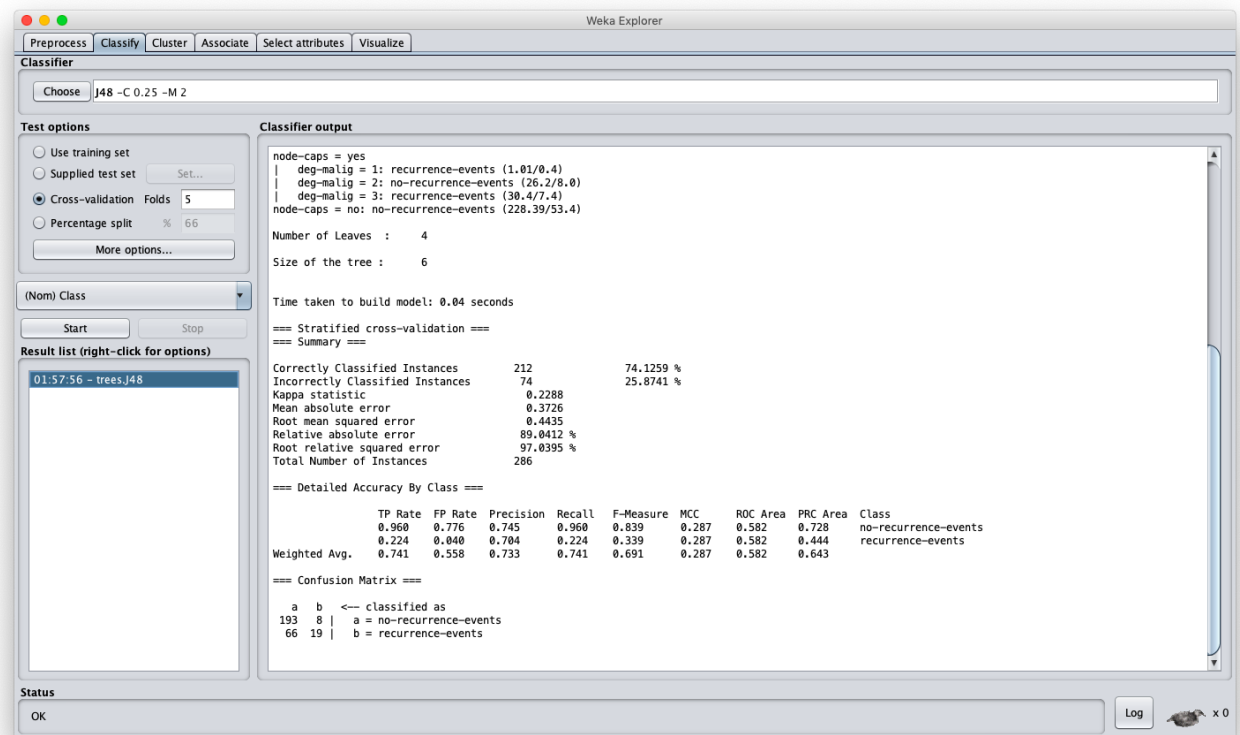 Weka Explorer
Preprocess Classify Cluster Associate Select attributes Visualize
Classifier
Choose J48 -C 0.25 -M 2
Test options
Use training set
Supplied test set Set...
Cross-validation Folds 5
Percentage split % 66
More options...
(Nom) Class
Start Stop
Result list (right-click for options)
01:57:56 - trees.J48
Classifier output
node-caps = yes
|   deg-malig = 1: recurrence-events (1.01/0.4)
|   deg-malig = 2: no-recurrence-events (26.2/8.0)
|   deg-malig = 3: recurrence-events (30.4/7.4)
node-caps = no: no-recurrence-events (228.39/53.4)
Number of Leaves  :     4
Size of the tree :     6
Time taken to build model: 0.04 seconds
=== Stratified cross-validation ===
=== Summary ===
Correctly Classified Instances         212               74.1259 %
Incorrectly Classified Instances        74               25.8741 %
Kappa statistic                          0.2288
Mean absolute error                      0.3726
Root mean squared error                  0.4435
Relative absolute error                 89.0412 %
Root relative squared error             97.0395 %
Total Number of Instances              286
=== Detailed Accuracy By Class ===
TP Rate  FP Rate  Precision  Recall   F-Measure  MCC      ROC Area  PRC Area  Class
0.960    0.776    0.745      0.960    0.839      0.287    0.582     0.728     no-recurrence-events
0.224    0.040    0.704      0.224    0.339      0.287    0.582     0.444     recurrence-events
Weighted Avg.    0.741    0.558    0.733      0.741    0.691      0.287    0.582     0.643
=== Confusion Matrix ===
a   b   <-- classified as
193   8 |   a = no-recurrence-events
66  19 |   b = recurrence-events
Status
OK
Log x 0